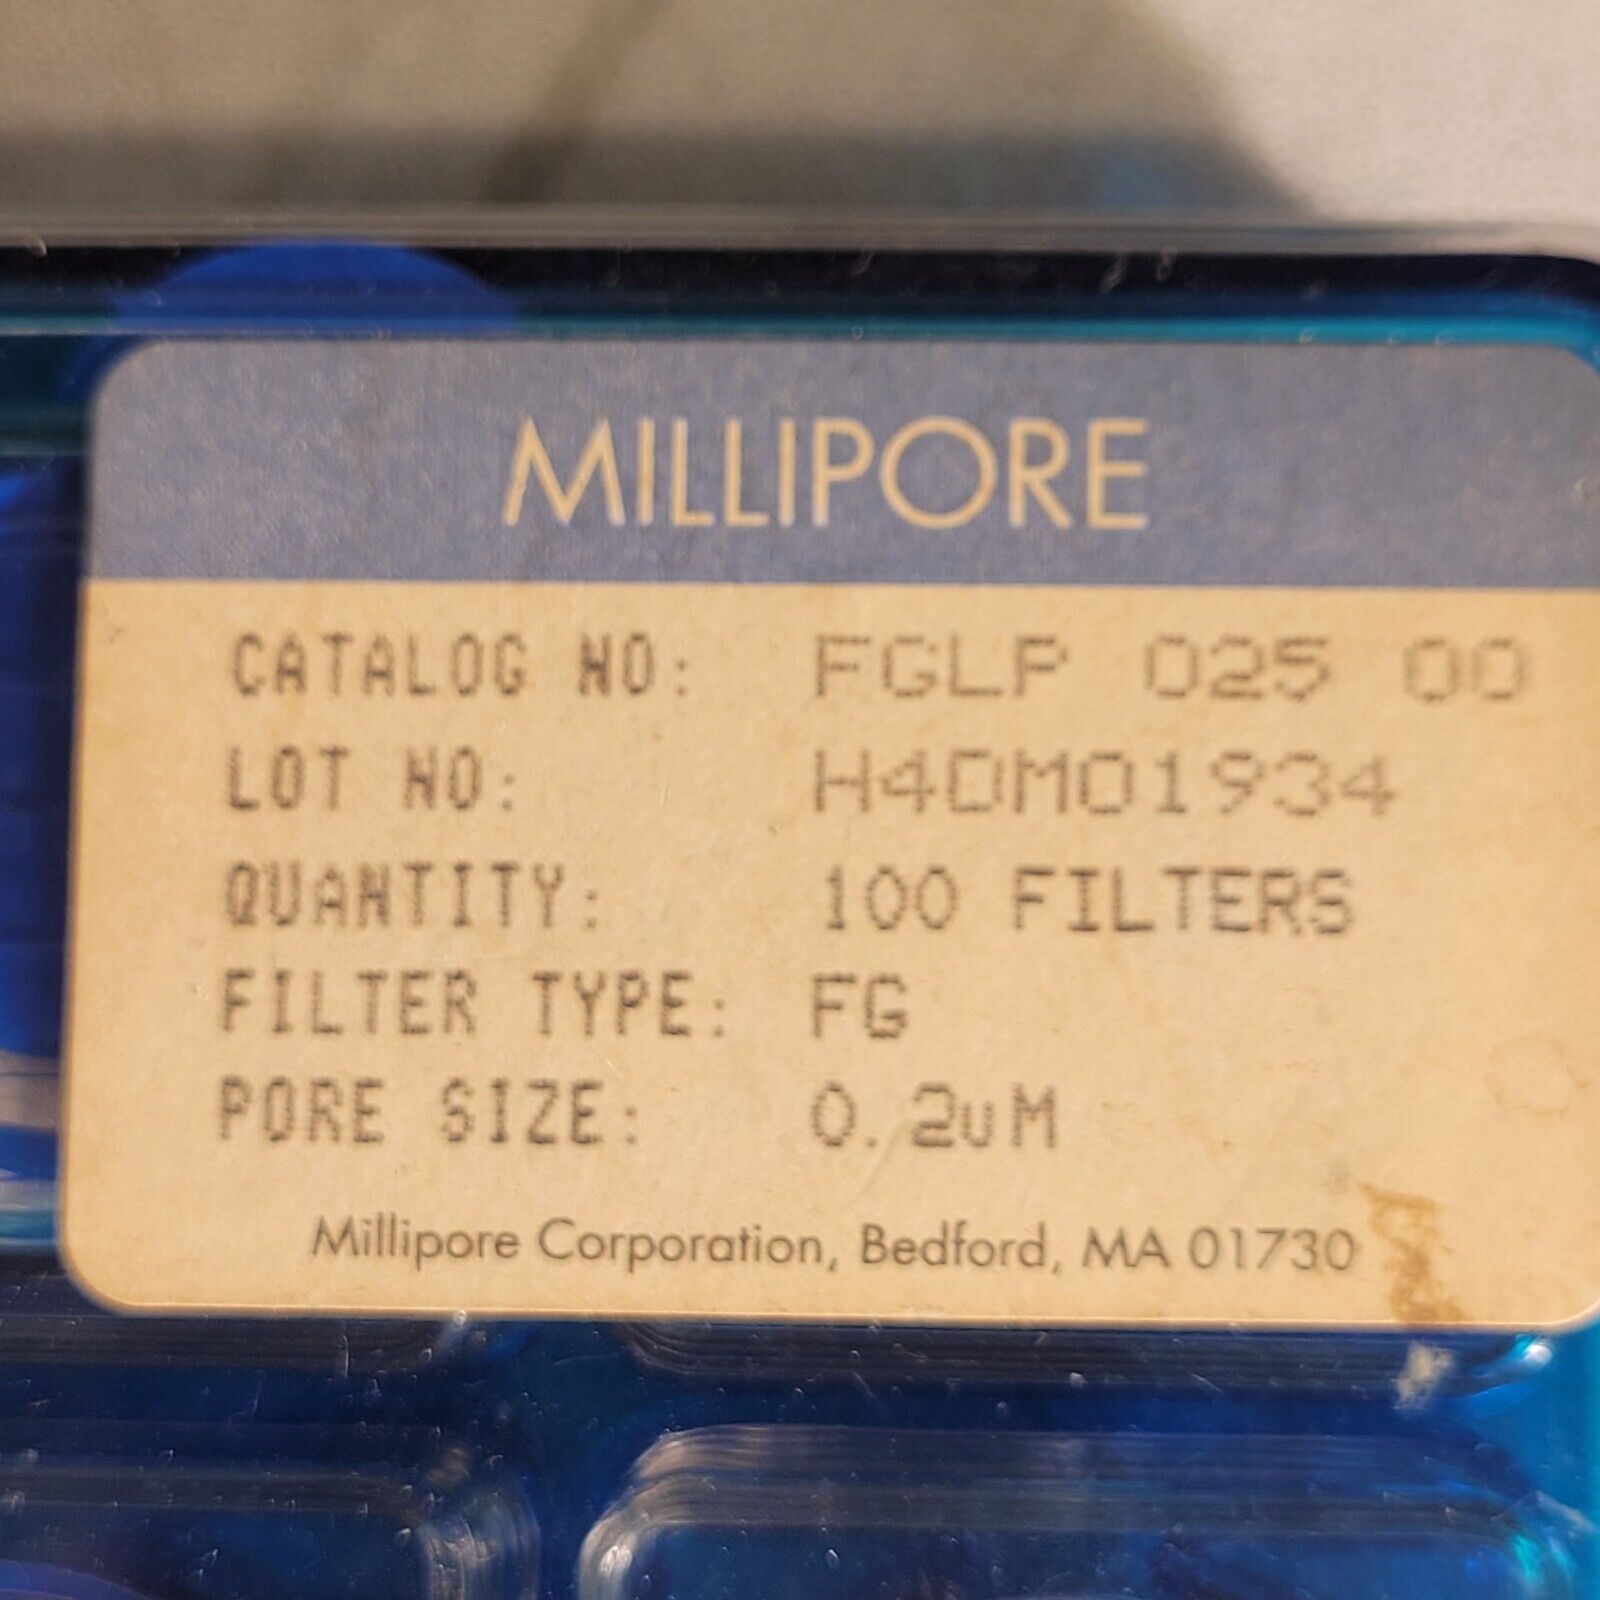 MILLIPORE
CATALOG NO: FGLP 025 00
LOT NO: H4DM01934
QUANTITY: 100 FILTERS
FILTER TYPE: FG
PORE SIZE: 0.2uM
Millipore Corporation, Bedford, MA 01730